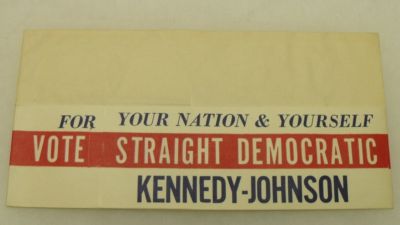 FOR YOUR NATION & YOURSELF
VOTE STRAIGHT DEMOCRATIC
KENNEDY-JOHNSON